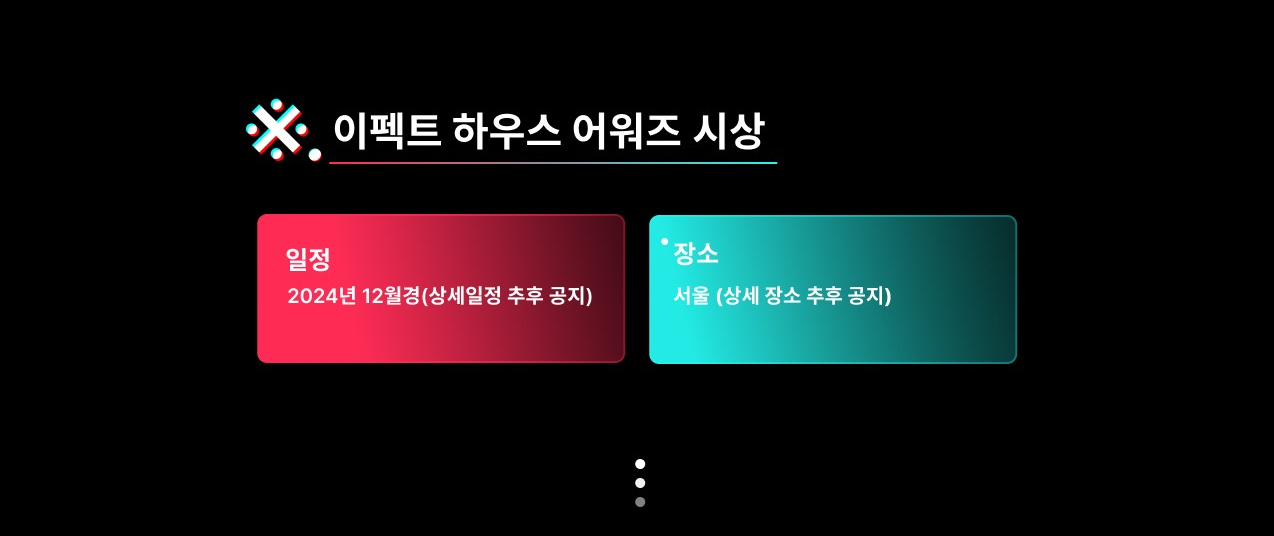 ※ 이펙트 하우스 어워즈 시상
일정
2024년 12월경(상세일정 추후 공지)
장소
서울 (상세 장소 추후 공지)